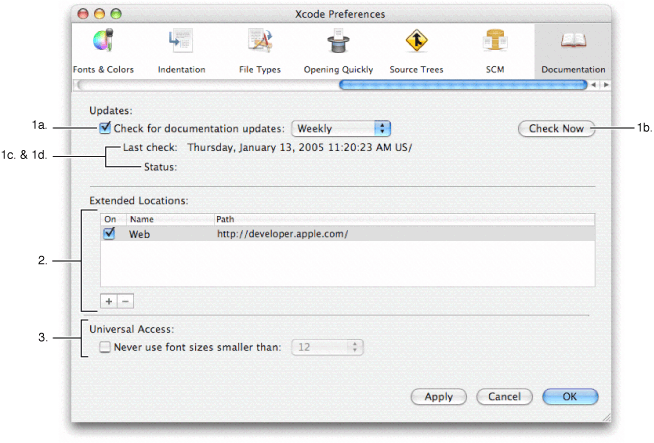 Xcode Preferences
Fonts & Colors Indentation File Types Opening Quickly Source Trees SCM Documentation
Updates:
1a. Check for documentation updates: Weekly Check Now 1b.
Last check: Thursday, January 13, 2005 11:20:23 AM US/
1c. & 1d.
Status:
Extended Locations:
On Name Path
Web http://developer.apple.com/
2.
+ −
Universal Access:
3.
Never use font sizes smaller than: 12
Apply Cancel OK